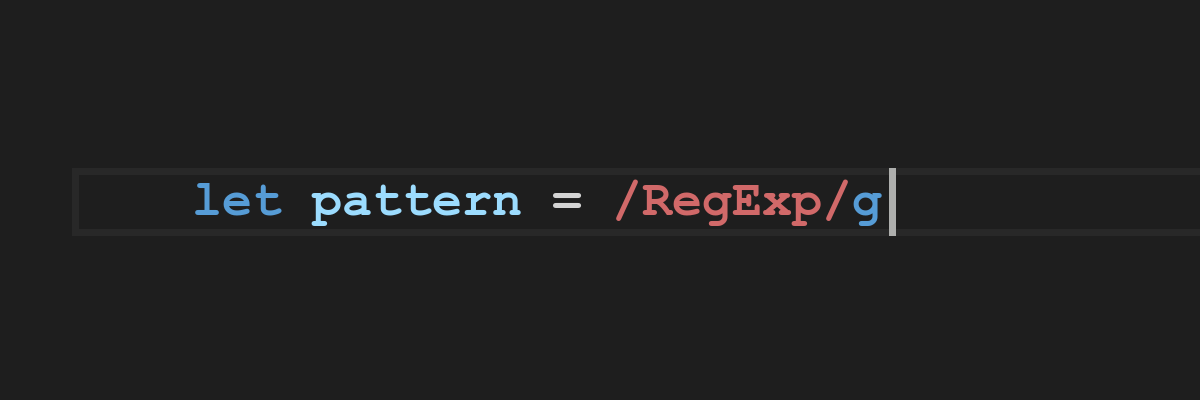 let pattern = /RegExp/g